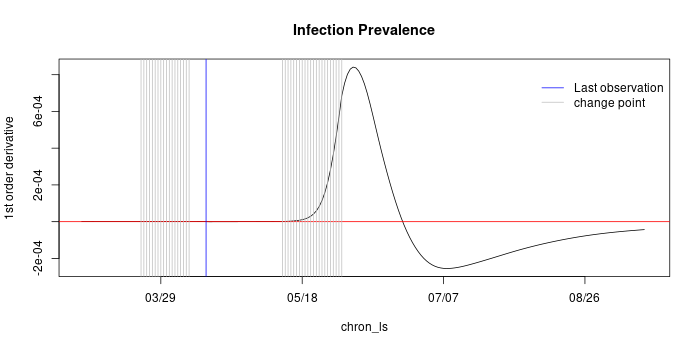 Infection Prevalence
1st order derivative
6e-04
2e-04
-2e-04
Last observation
change point
03/29
05/18
07/07
08/26
chron_ls